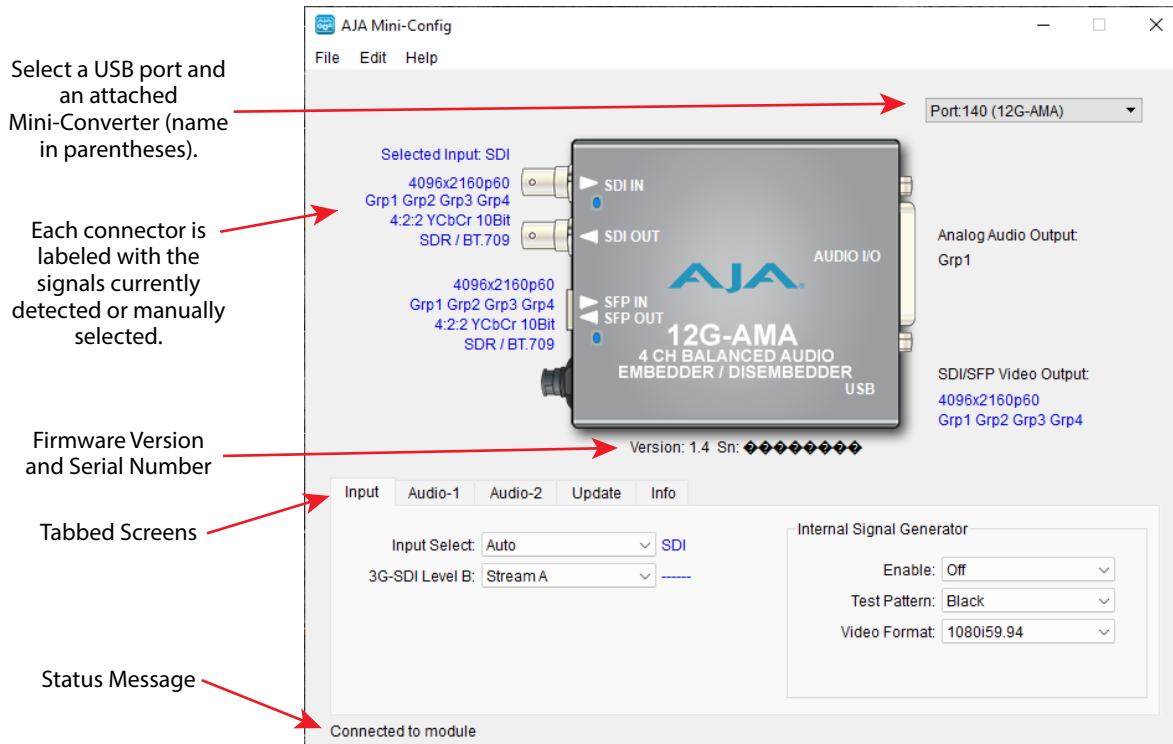 AJA Mini-Config
File Edit Help
Select a USB port and
an attached
Mini-Converter (name
in parentheses).
Port:140 (12G-AMA)
Selected Input: SDI
4096x2160p60
Grp1 Grp2 Grp3 Grp4
4:2:2 YCbCr 10Bit
SDR / BT.709
SDI IN
SDI OUT
Each connector is
labeled with the
signals currently
detected or manually
selected.
AUDIO I/O
Analog Audio Output:
Grp1
4096x2160p60
Grp1 Grp2 Grp3 Grp4
4:2:2 YCbCr 10Bit
SDR / BT.709
AJA
SFP IN
SFP OUT
12G-AMA
4 CH BALANCED AUDIO
EMBEDDER / DISEMBEDDER
USB
SDI/SFP Video Output:
4096x2160p60
Grp1 Grp2 Grp3 Grp4
Firmware Version
and Serial Number
Version: 1.4 Sn: ��������
Tabbed Screens
Input Audio-1 Audio-2 Update Info
Input Select: Auto SDI
3G-SDI Level B: Stream A ------
Internal Signal Generator
Enable: Off
Test Pattern: Black
Video Format: 1080i59.94
Status Message
Connected to module